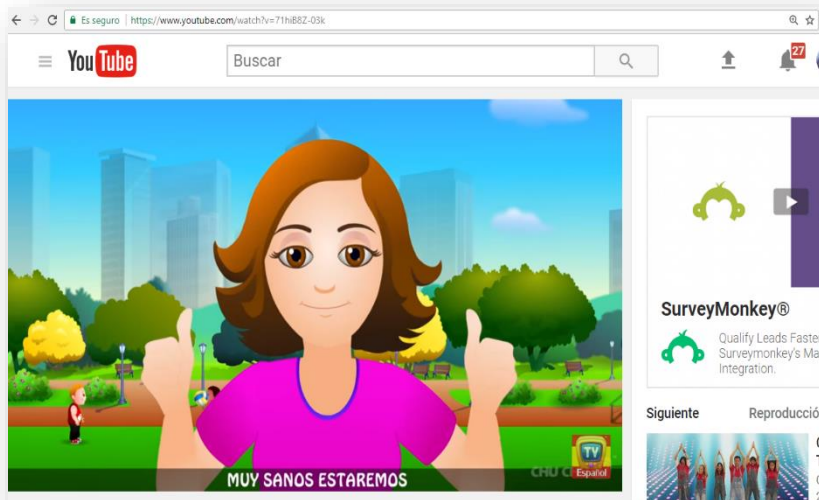 Es seguro | https://www.youtube.com/watch?v=71hiB8Z-03k
YouTube
Buscar
27
MUY SANOS ESTAREMOS
CHU C
TV
Español
SurveyMonkey®
Qualify Leads Faste
Surveymonkey's Ma
Integration.
Siguiente
Reproducció